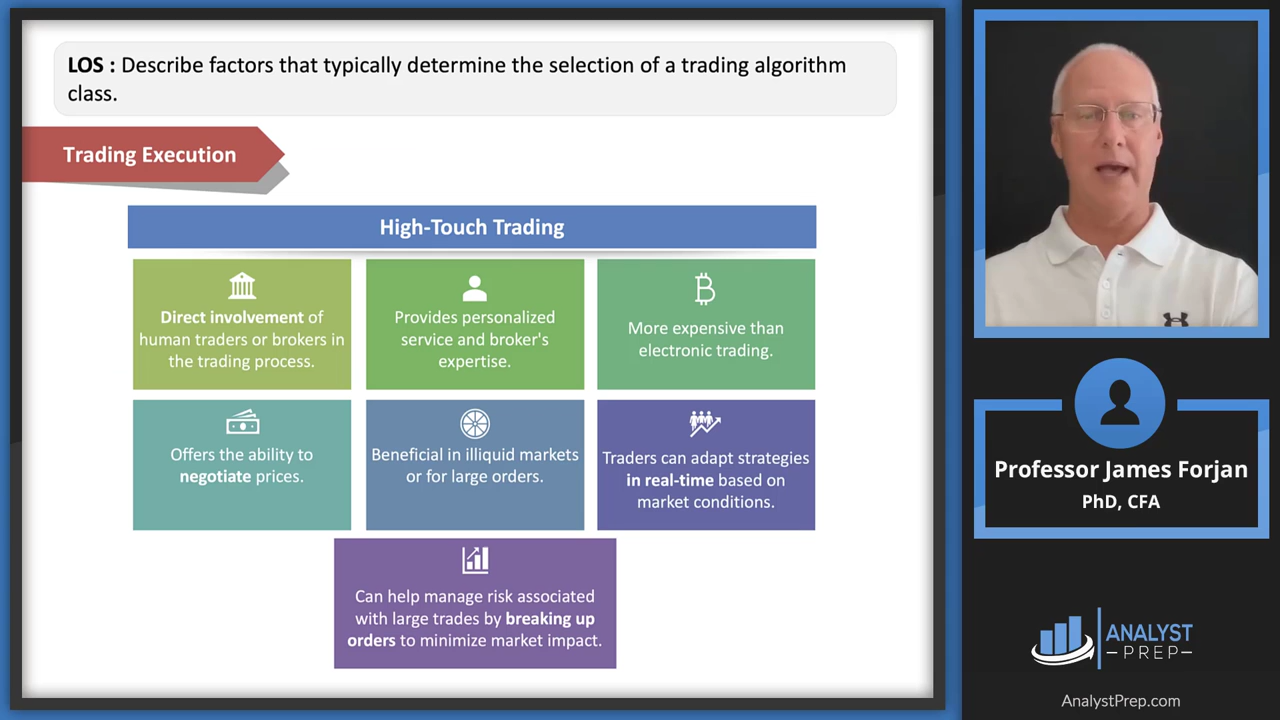 LOS : Describe factors that typically determine the selection of a trading algorithm
class.
Trading Execution
High-Touch Trading
Direct involvement of
human traders or brokers in
the trading process.
Provides personalized
service and broker's
expertise.
More expensive than
electronic trading.
Offers the ability to
negotiate prices.
Beneficial in illiquid markets
or for large orders.
Traders can adapt strategies
in real-time based on
market conditions.
Can help manage risk associated
with large trades by breaking up
orders to minimize market impact.
Professor James Forjan
PhD, CFA
ANALYST
PREP
AnalystPrep.com